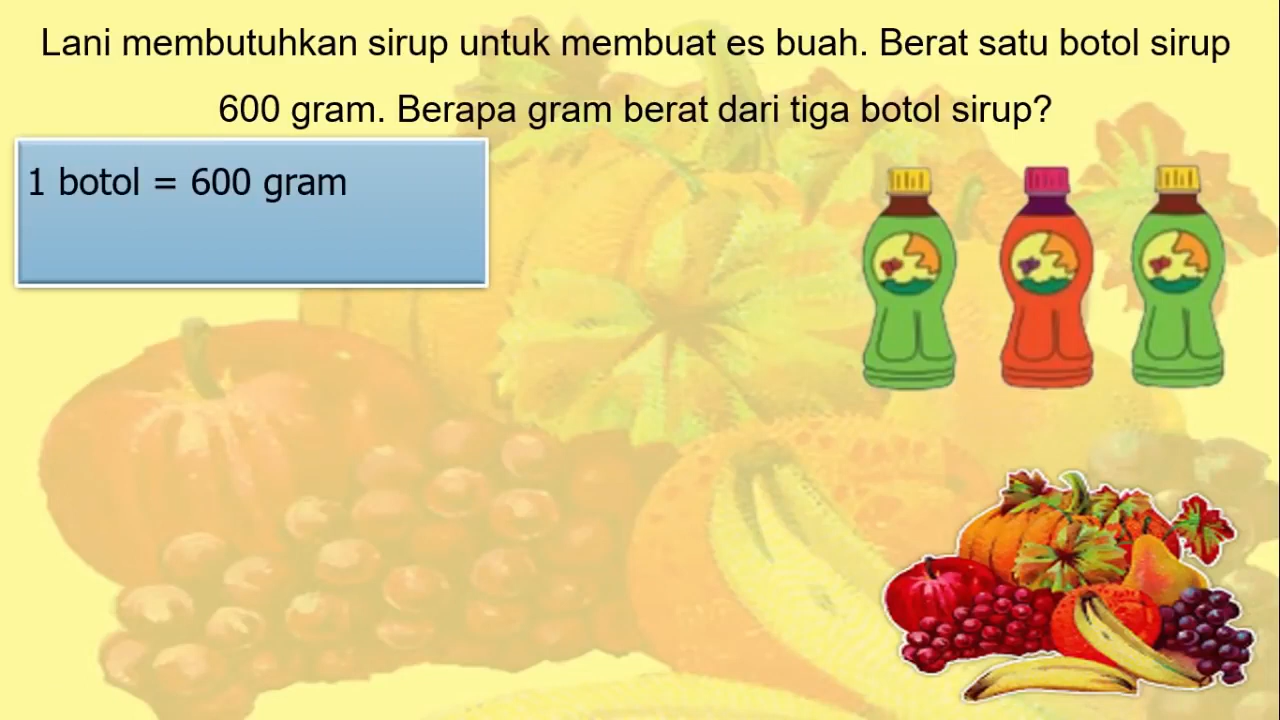 Lani membutuhkan sirup untuk membuat es buah. Berat satu botol sirup
600 gram. Berapa gram berat dari tiga botol sirup?
1 botol = 600 gram